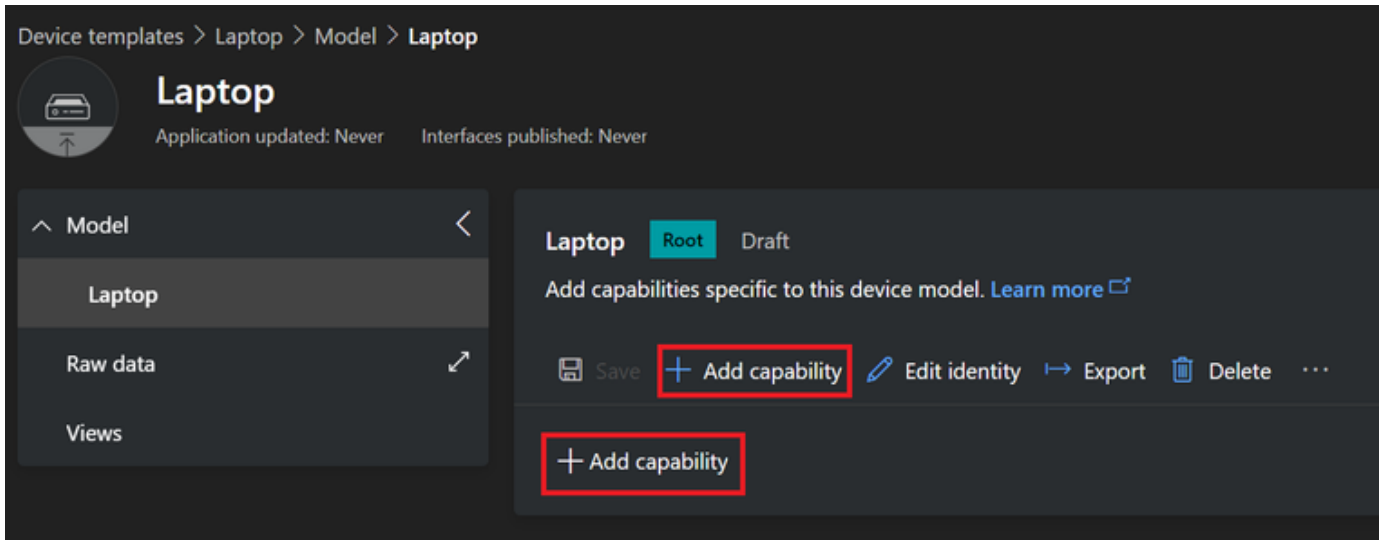 Device templates > Laptop > Model > Laptop
Laptop
Application updated: Never Interfaces published: Never
Model
Laptop
Raw data
Views
Laptop Root Draft
Add capabilities specific to this device model. Learn more
Save + Add capability Edit identity Export Delete ···
+ Add capability